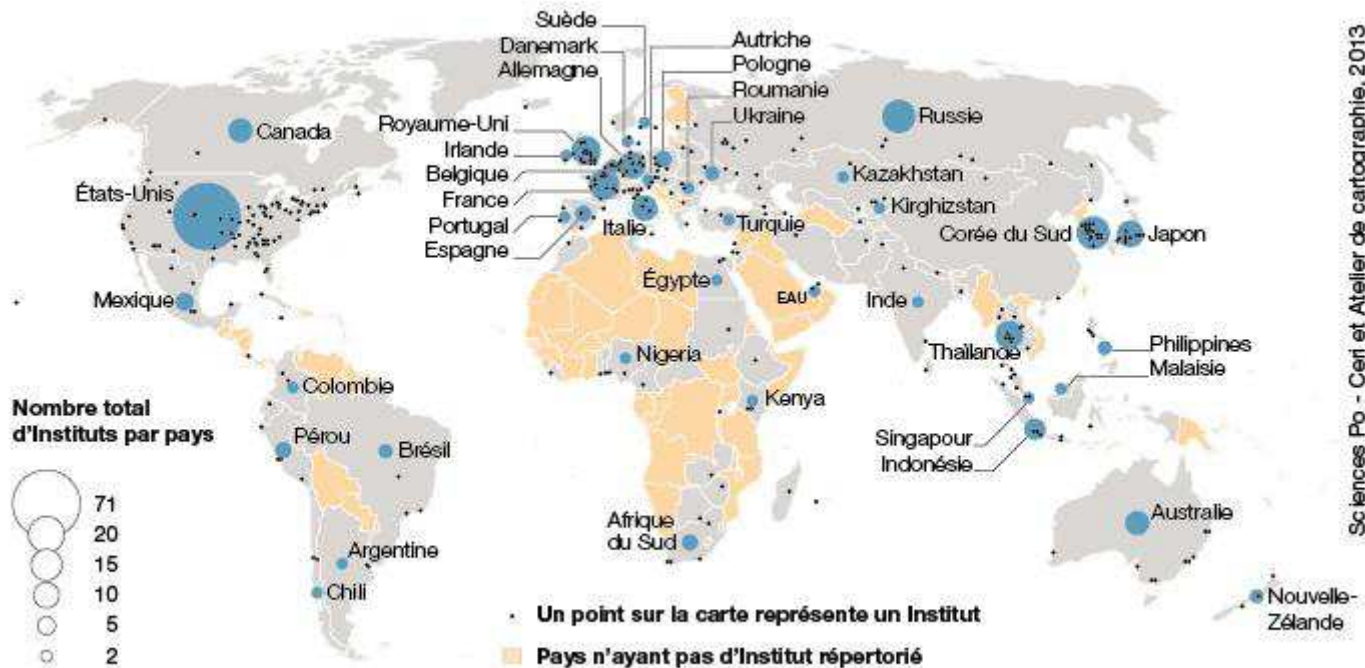 Suède
Danemark
Allemagne
Autriche
Pologne
Roumanie
Ukraine
Royaume-Uni
Irlande
Belgique
France
Portugal
Espagne
Italie
Turquie
Canada
États-Unis
Mexique
Russie
Kazakhstan
Kirghizstan
Corée du Sud
Japon
Égypte
EAU
Inde
Nigeria
Kenya
Thaïlande
Philippines
Malaisie
Singapour
Indonésie
Colombie
Pérou
Brésil
Argentine
Chili
Afrique
du Sud
Australie
Nouvelle-
Zélande
Nombre total
d'Instituts par pays
71
20
15
10
5
2
Un point sur la carte représente un Institut
Pays n'ayant pas d'Institut répertorié
Sciences Po - Ceri et Atelier de cartographie, 2013